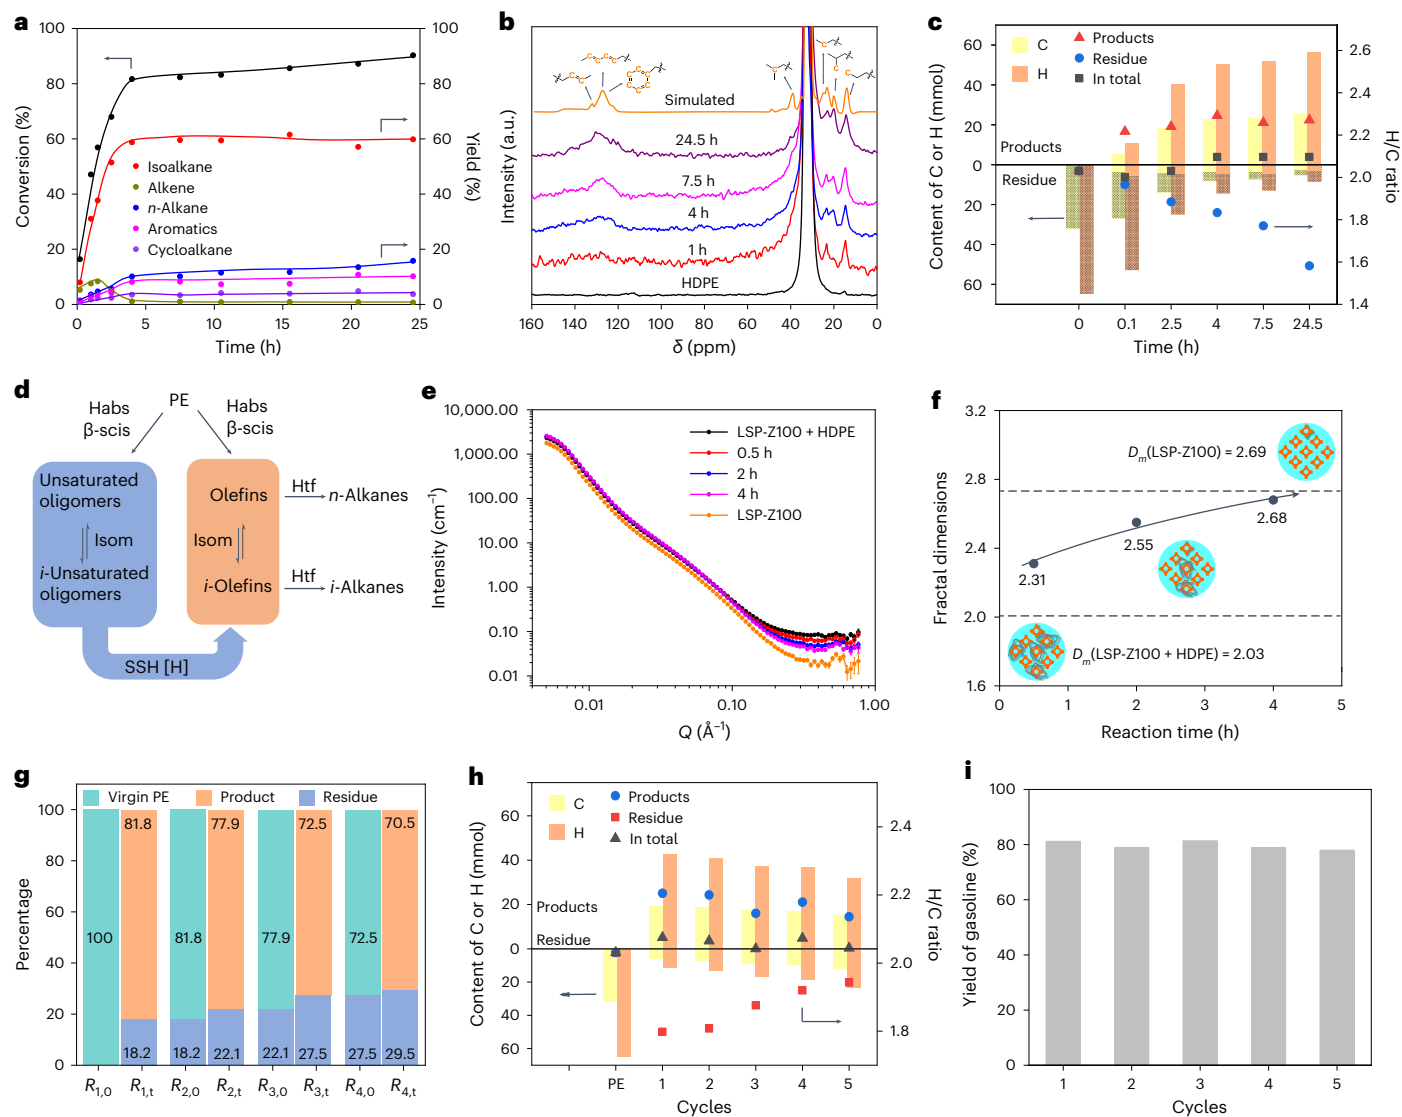 a
Conversion (%)
100
80
60
40
20
0
100
80
60
40
20
0
Yield (%)
Isoalkane
Alkene
n-Alkane
Aromatics
Cycloalkane
0 5 10 15 20 25
Time (h)
b
Intensity (a.u.)
C C C C
C C C C C C C C
C C C C
Simulated
24.5 h
7.5 h
4 h
1 h
HDPE
160 140 120 100 80 60 40 20 0
δ (ppm)
c
Content of C or H (mmol)
60
40
20
0
20
40
60
C
H
Products
Residue
In total
Products
Residue
2.6
2.4
2.2
2.0
1.8
1.6
1.4
H/C ratio
0 0.1 2.5 4 7.5 24.5
Time (h)
d
PE
Habs
β-scis
Habs
β-scis
Unsaturated
oligomers
Isom
i-Unsaturated
oligomers
Olefins
Isom
i-Olefins
Htf
n-Alkanes
Htf
i-Alkanes
SSH [H]
e
Intensity (cm⁻¹)
10,000.00
1,000.00
100.00
10.00
1.00
0.10
0.01
LSP-Z100 + HDPE
0.5 h
2 h
4 h
LSP-Z100
0.01 0.10 1.00
Q (Å⁻¹)
f
Fractal dimensions
3.2
2.8
2.4
2.0
1.6
Dm(LSP-Z100) = 2.69
2.31
2.55
2.68
Dm(LSP-Z100 + HDPE) = 2.03
0 1 2 3 4 5
Reaction time (h)
g
Percentage
Virgin PE Product Residue
100
80
60
40
20
0
81.8 77.9 72.5 70.5
100 81.8 77.9 72.5
18.2 18.2 22.1 22.1 27.5 27.5 29.5
R1,0 R1,t R2,0 R2,t R3,0 R3,t R4,0 R4,t
h
Content of C or H (mmol)
60
40
20
0
20
40
60
C
H
Products
Residue
In total
Products
Residue
2.4
2.2
2.0
1.8
H/C ratio
PE 1 2 3 4 5
Cycles
i
Yield of gasoline (%)
100
80
60
40
20
0
1 2 3 4 5
Cycles